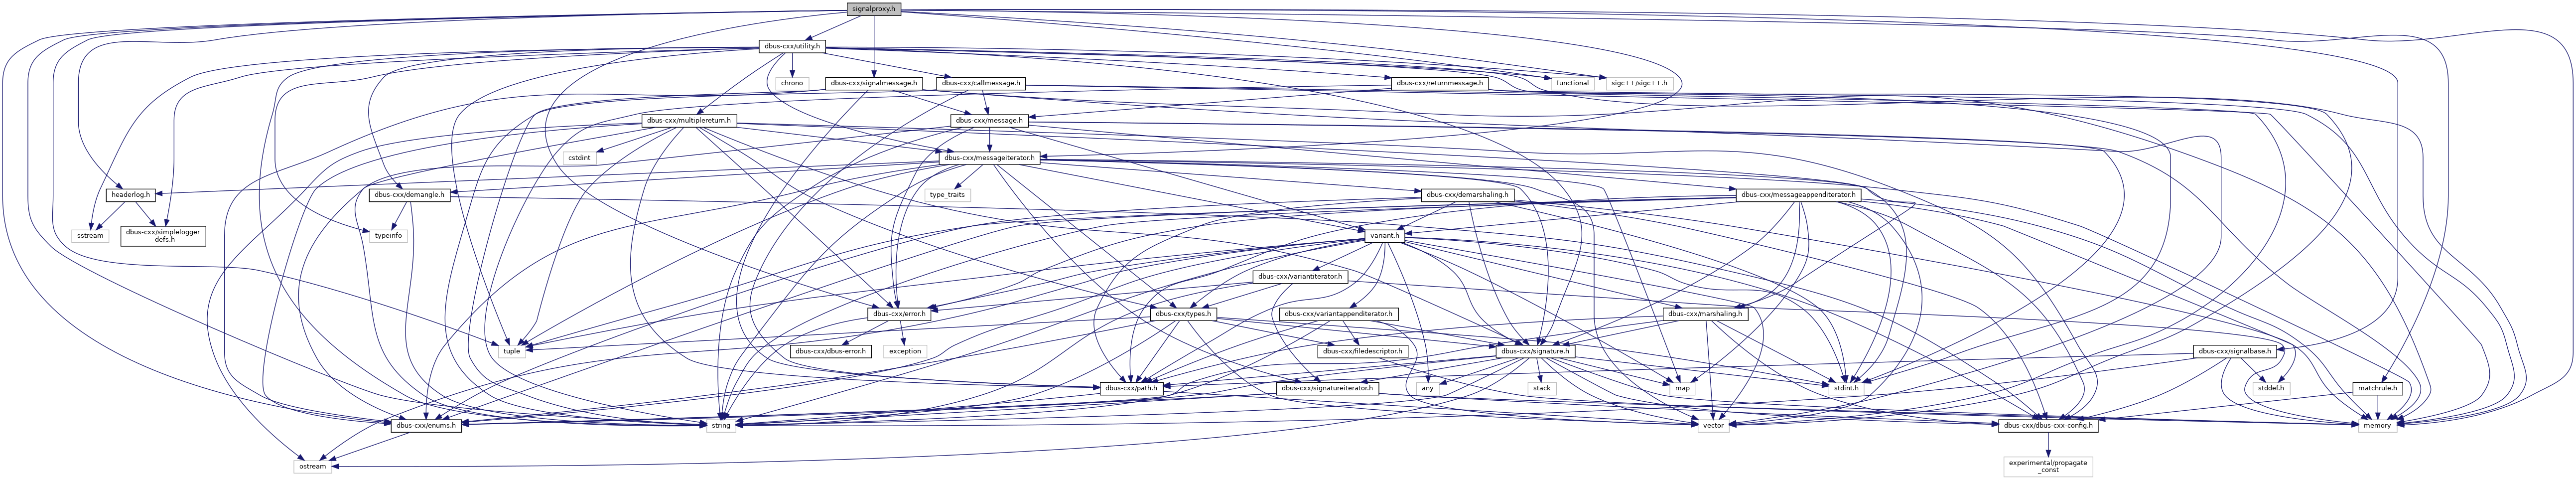 signalproxy.h
dbus-cxx/utility.h
chrono
dbus-cxx/signalmessage.h
dbus-cxx/callmessage.h
dbus-cxx/returnmessage.h
functional
sigc++/sigc++.h
dbus-cxx/multiplereturn.h
dbus-cxx/message.h
cstdint
dbus-cxx/messageiterator.h
headerlog.h
dbus-cxx/demangle.h
type_traits
dbus-cxx/demarshaling.h
dbus-cxx/messageappenditerator.h
sstream
dbus-cxx/simplelogger
_defs.h
typeinfo
variant.h
dbus-cxx/variantiterator.h
dbus-cxx/error.h
dbus-cxx/types.h
dbus-cxx/variantappenditerator.h
dbus-cxx/marshaling.h
tuple
dbus-cxx/dbus-error.h
exception
dbus-cxx/filedescriptor.h
dbus-cxx/signature.h
dbus-cxx/signalbase.h
dbus-cxx/path.h
dbus-cxx/signatureiterator.h
any
stack
map
stdint.h
stddef.h
matchrule.h
dbus-cxx/enums.h
string
vector
dbus-cxx/dbus-cxx-config.h
memory
ostream
experimental/propagate
_const